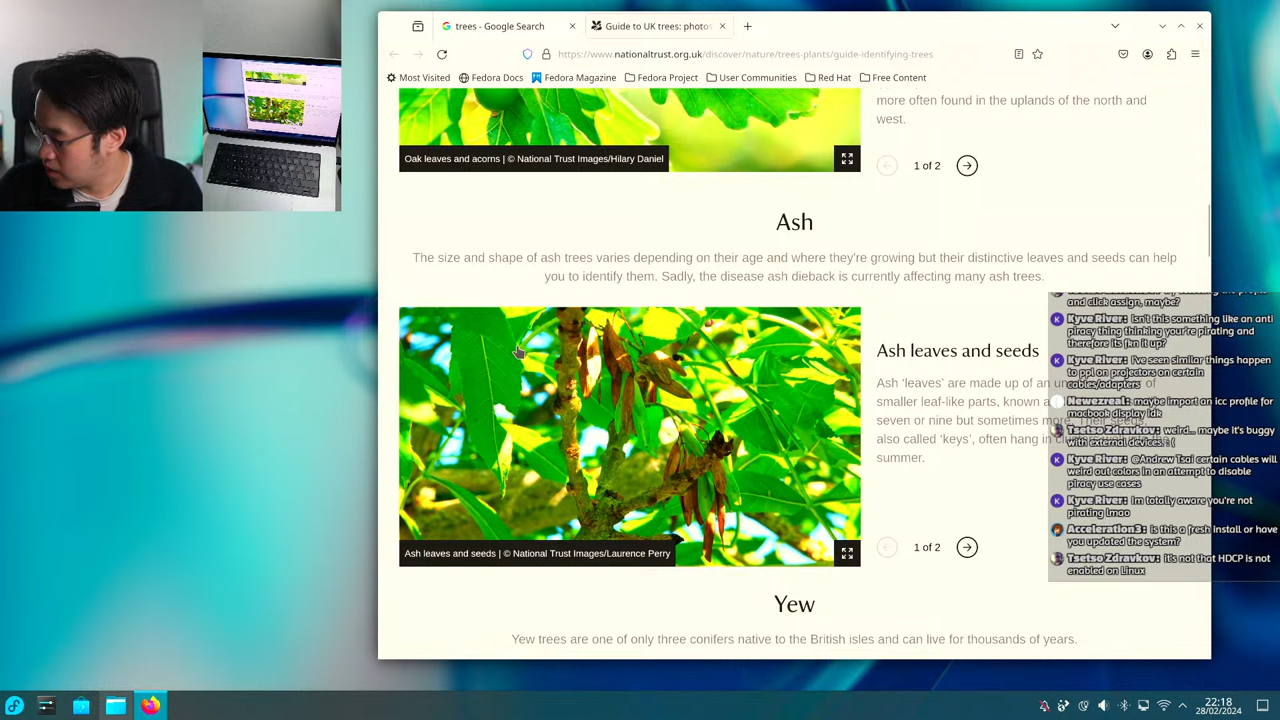 trees - Google Search
Guide to UK trees: photos
https://www.nationaltrust.org.uk/discover/nature/trees-plants/guide-identifying-trees
Most Visited
Fedora Docs
Fedora Magazine
Fedora Project
User Communities
Red Hat
Free Content
more often found in the uplands of the north and
west.
Oak leaves and acorns | © National Trust Images/Hilary Daniel
1 of 2
Ash
The size and shape of ash trees varies depending on their age and where they're growing but their distinctive leaves and seeds can help
you to identify them. Sadly, the disease ash dieback is currently affecting many ash trees.
Ash leaves and seeds
Ash 'leaves' are made up of an of
smaller leaf-like parts, known
seven or nine but sometimes more. Their seeds,
also called 'keys', often hang in
summer.
Ash leaves and seeds | © National Trust Images/Laurence Perry
1 of 2
Yew
Yew trees are one of only three conifers native to the British isles and can live for thousands of years.
and click assign, maybe?
Kyve River: Isn't this something like an anti
piracy thing thinking you're pirating and
therefore its f[kn it up?
Kyve River: I've seen similar things happen
to ppl on projectors on certain
cables/adapters
Newezreal: maybe import an icc profile for
macbook display idk
Tsetso Zdravkov: weird... maybe it's buggy
with external devices. :(
Kyve River: @Andrew Tsai certain cables will
weird out colors in an attempt to disable
piracy use cases
Kyve River: I'm totally aware you're not
pirating lmao
Acceleration3: is this a fresh install or have
you updated the system?
Tsetso Zdravkov: it's not that HDCP is not
enabled on Linux
22:18
28/02/2024